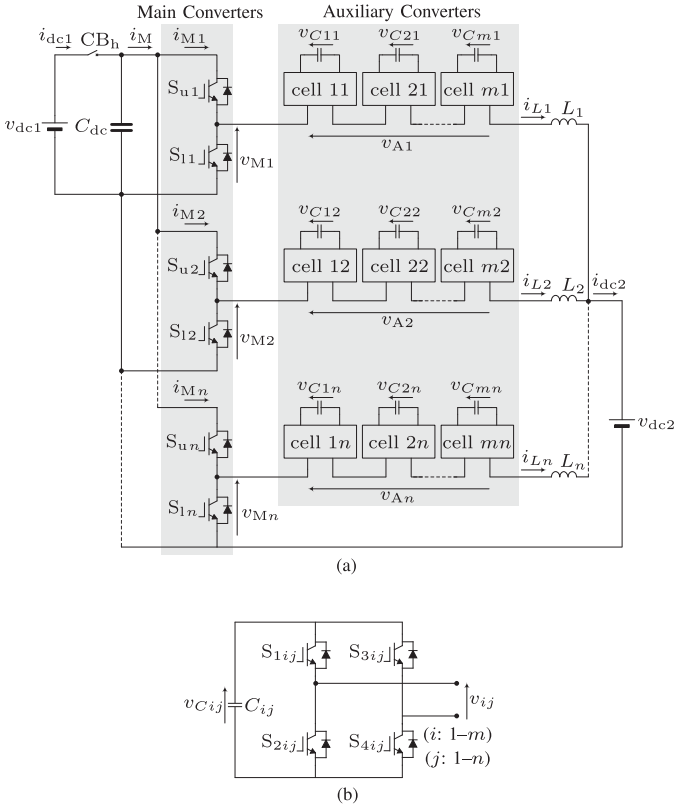 Main Converters
Auxiliary Converters
i_dc1 CB_h i_M i_M1
v_C11 v_C21 v_Cm1
S_u1 cell 11 cell 21 cell m1
i_L1 L_1
v_dc1 C_dc
S_l1 v_M1 v_A1
i_M2
v_C12 v_C22 v_Cm2
S_u2 cell 12 cell 22 cell m2
i_L2 L_2 i_dc2
S_l2 v_M2 v_A2
i_Mn
v_C1n v_C2n v_Cmn
v_dc2
S_un cell 1n cell 2n cell mn
i_Ln L_n
S_ln v_Mn v_An
(a)
S_1ij S_3ij
v_Cij C_ij v_ij
S_2ij S_4ij (i: 1–m)
(j: 1–n)
(b)